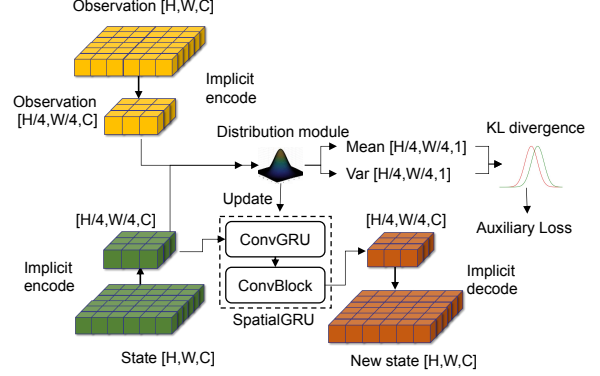 Observation [H,W,C]
Implicit
encode
Observation
[H/4,W/4,C]
Distribution module
Mean [H/4,W/4,1]
Var [H/4,W/4,1]
KL divergence
Auxiliary Loss
Update
[H/4,W/4,C]
Implicit
encode
State [H,W,C]
ConvGRU
ConvBlock
SpatialGRU
[H/4,W/4,C]
Implicit
decode
New state [H,W,C]